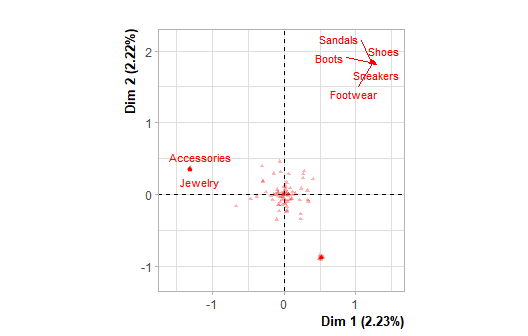 Dim 2 (2.22%)
2
1
0
-1
Sandals
Shoes
Boots
Sneakers
Footwear
Accessories
Jewelry
-1
0
1
Dim 1 (2.23%)